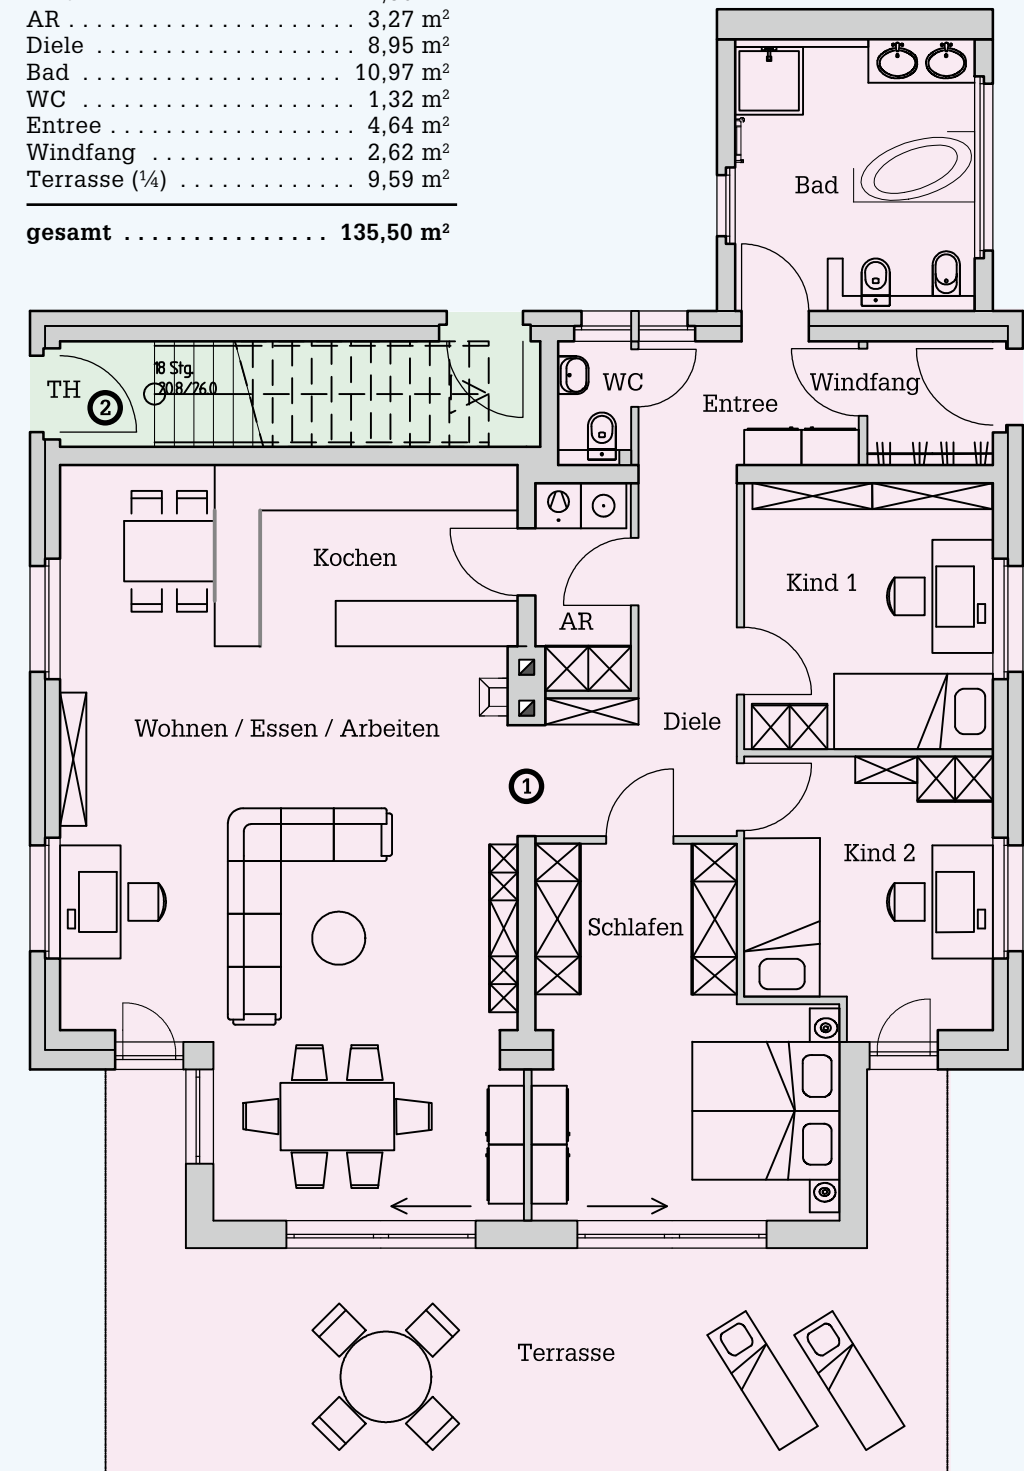 AR . . . . . . . . . . . . . . . . . . . . . 3,27 m²
Diele . . . . . . . . . . . . . . . . . . . 8,95 m²
Bad . . . . . . . . . . . . . . . . . . . . 10,97 m²
WC . . . . . . . . . . . . . . . . . . . . 1,32 m²
Entree . . . . . . . . . . . . . . . . . . 4,64 m²
Windfang . . . . . . . . . . . . . . . 2,62 m²
Terrasse (¼) . . . . . . . . . . . . . 9,59 m²
gesamt . . . . . . . . . . . . . . . 135,50 m²
Bad
TH
2
18 Stg.
20.8/26.0
WC
Entree
Windfang
Kochen
AR
Kind 1
Wohnen / Essen / Arbeiten
Diele
1
Kind 2
Schlafen
Terrasse